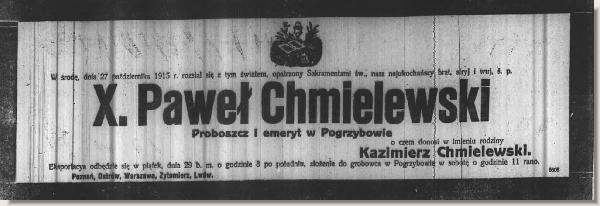 W środę, dnia 27 października 1915 r. rozstał się z tym światem, opatrzony Sakramentami św., nasz najukochańszy brat, stryj i wuj, ś. p.
X. Paweł Chmielewski
Proboszcz i emeryt w Pogrzybowie
o czem donosi w imieniu rodziny
Kazimierz Chmielewski.
Eksportacya odbędzie się w piątek, dnia 29 b. m. o godzinie 3 po południu, złożenie do grobowca w Pogrzybowie w sobotę o godzinie 11 rano.
Poznań, Ostrów, Warszawa, Żytomierz, Lwów.